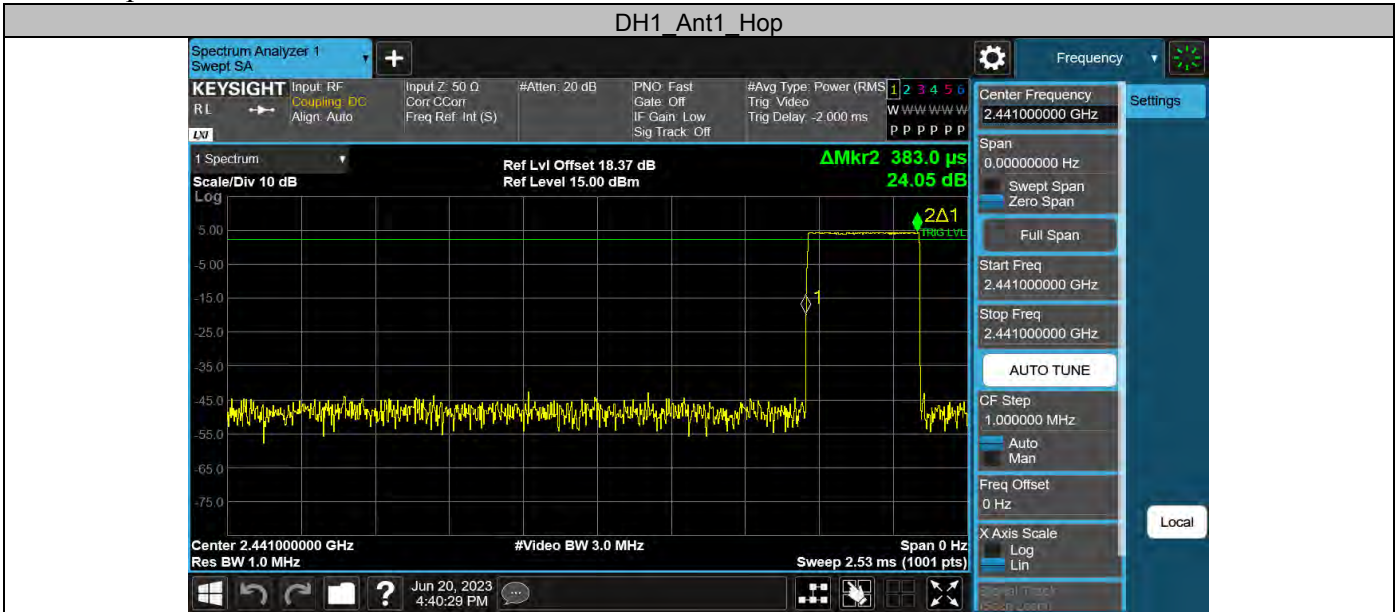 DH1_Ant1_Hop
Spectrum Analyzer 1
Swept SA
+
Frequency
KEYSIGHT
RL
LXI
Input: RF
Coupling: DC
Align: Auto
Input Z: 50 Ω
Corr CCorr
Freq Ref: Int (S)
#Atten: 20 dB
PNO: Fast
Gate: Off
IF Gain: Low
Sig Track: Off
#Avg Type: Power (RMS
Trig: Video
Trig Delay: -2.000 ms
1 2 3 4 5 6
W W W W W W
P P P P P P
1 Spectrum
Scale/Div 10 dB
Log
Ref Lvl Offset 18.37 dB
Ref Level 15.00 dBm
ΔMkr2 383.0 µs
24.05 dB
5.00
-5.00
-15.0
-25.0
-35.0
-45.0
-55.0
-65.0
-75.0
2Δ1
TRIG LVL
1
Center 2.441000000 GHz
Res BW 1.0 MHz
#Video BW 3.0 MHz
Span 0 Hz
Sweep 2.53 ms (1001 pts)
Center Frequency
2.441000000 GHz
Span
0.00000000 Hz
Swept Span
Zero Span
Full Span
Start Freq
2.441000000 GHz
Stop Freq
2.441000000 GHz
AUTO TUNE
CF Step
1.000000 MHz
Auto
Man
Freq Offset
0 Hz
X Axis Scale
Log
Lin
Settings
Local
?
Jun 20, 2023
4:40:29 PM